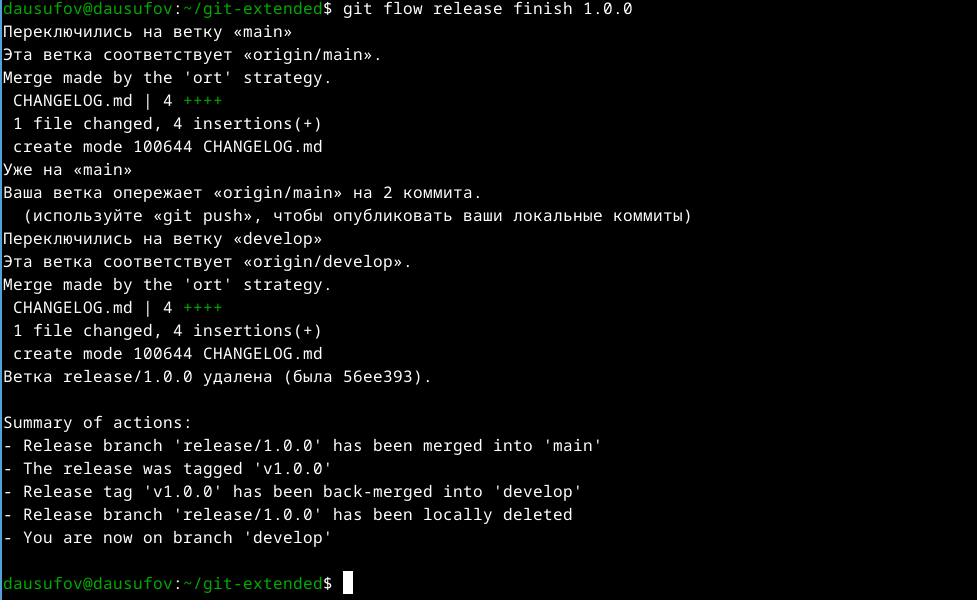 dausufov@dausufov:~/git-extended$ git flow release finish 1.0.0
Переключились на ветку «main»
Эта ветка соответствует «origin/main».
Merge made by the 'ort' strategy.
 CHANGELOG.md | 4 ++++
 1 file changed, 4 insertions(+)
 create mode 100644 CHANGELOG.md
Уже на «main»
Ваша ветка опережает «origin/main» на 2 коммита.
  (используйте «git push», чтобы опубликовать ваши локальные коммиты)
Переключились на ветку «develop»
Эта ветка соответствует «origin/develop».
Merge made by the 'ort' strategy.
 CHANGELOG.md | 4 ++++
 1 file changed, 4 insertions(+)
 create mode 100644 CHANGELOG.md
Ветка release/1.0.0 удалена (была 56ee393).

Summary of actions:
- Release branch 'release/1.0.0' has been merged into 'main'
- The release was tagged 'v1.0.0'
- Release tag 'v1.0.0' has been back-merged into 'develop'
- Release branch 'release/1.0.0' has been locally deleted
- You are now on branch 'develop'

dausufov@dausufov:~/git-extended$